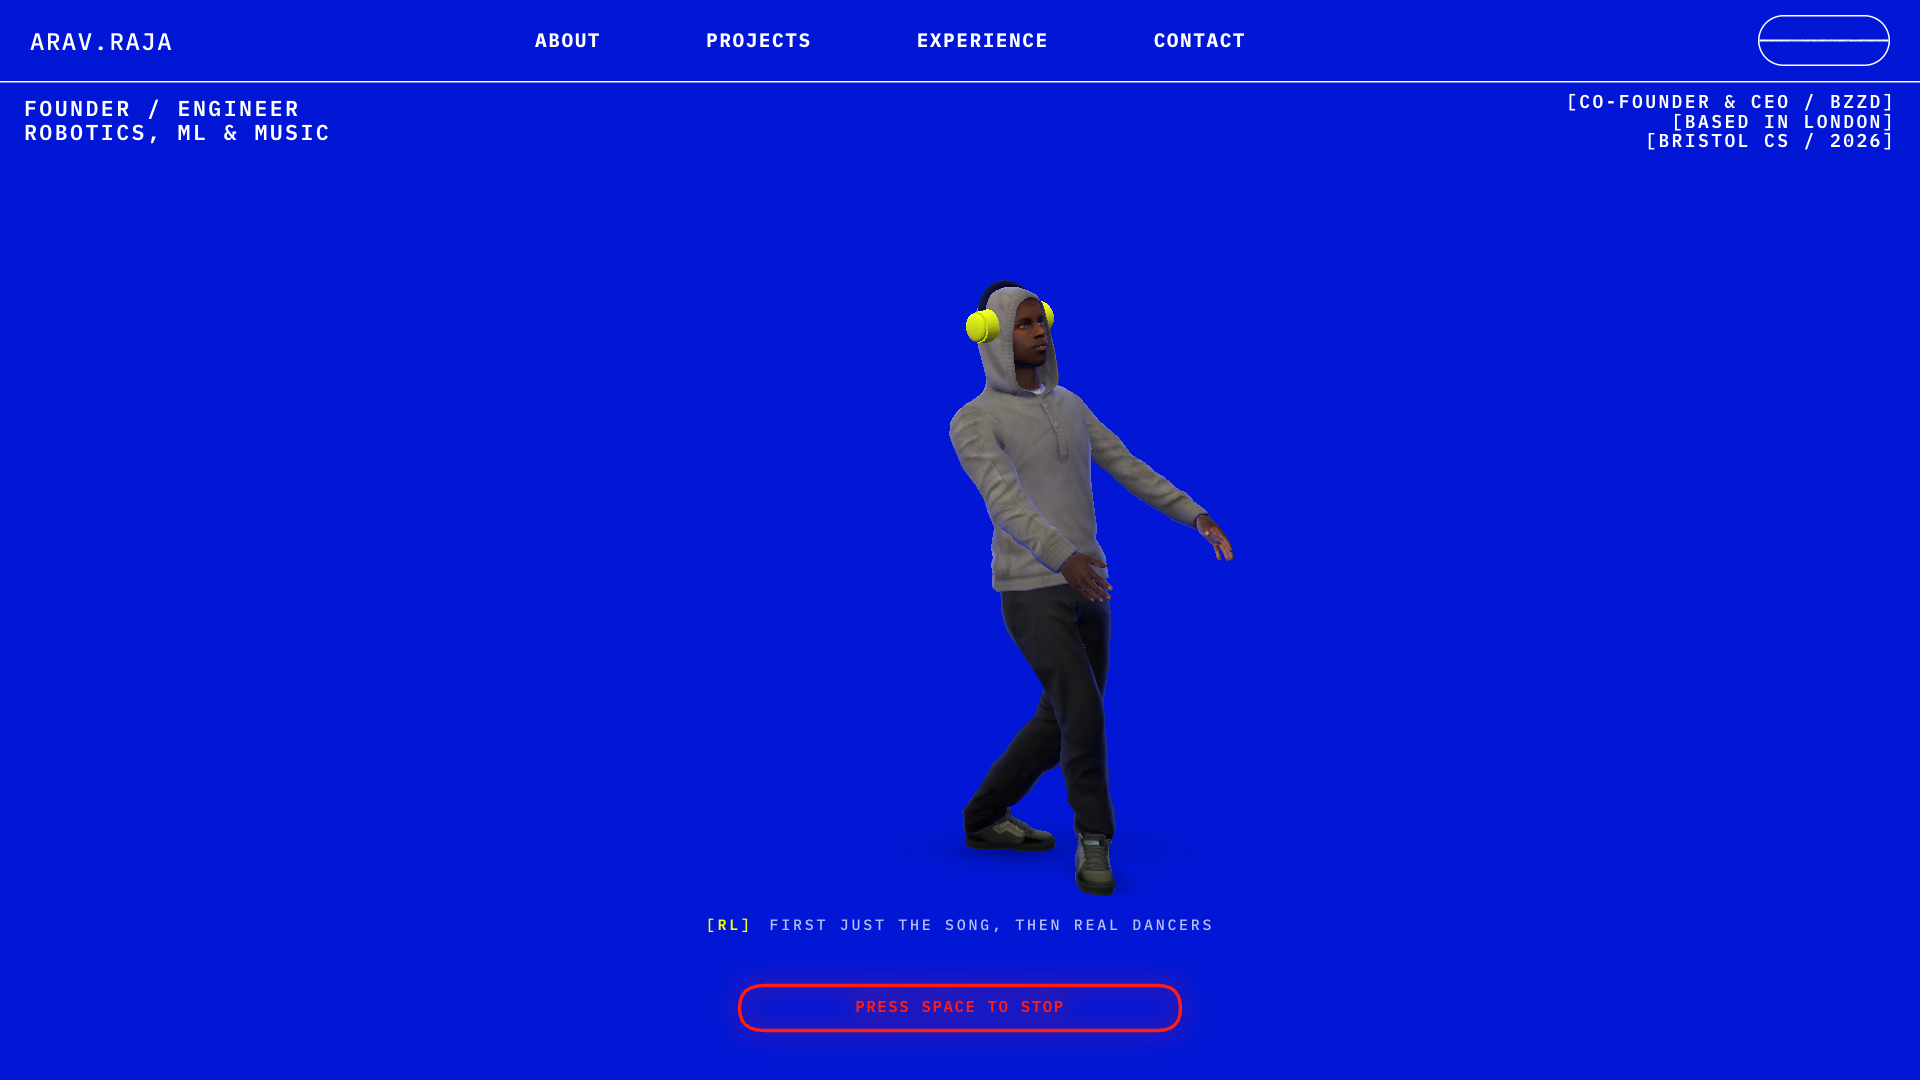 ARAV.RAJA
ABOUT
PROJECTS
EXPERIENCE
CONTACT
FOUNDER / ENGINEER
ROBOTICS, ML & MUSIC
[CO-FOUNDER & CEO / BZZD]
[BASED IN LONDON]
[BRISTOL CS / 2026]
[RL] FIRST JUST THE SONG, THEN REAL DANCERS
PRESS SPACE TO STOP